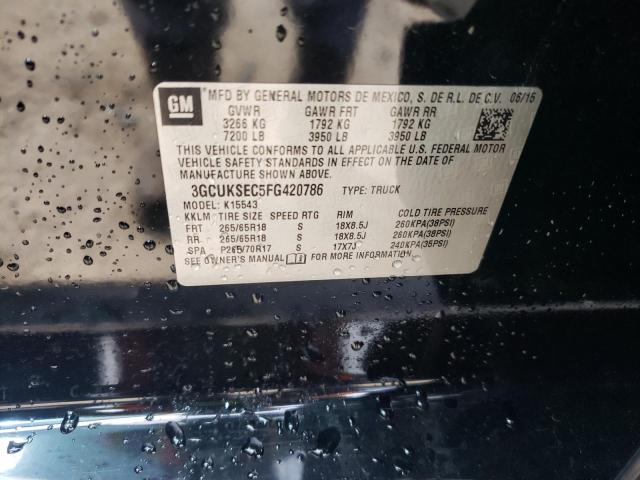 GM
MFD BY GENERAL MOTORS DE MEXICO, S. DE R.L. DE C.V. 06/15
GVWR GAWR FRT GAWR RR
3266 KG 1792 KG 1792 KG
7200 LB 3950 LB 3950 LB
THIS VEHICLE CONFORMS TO ALL APPLICABLE U.S. FEDERAL MOTOR
VEHICLE SAFETY STANDARDS IN EFFECT ON THE DATE OF
MANUFACTURE SHOWN ABOVE.
3GCUKSEC5FG420786 TYPE: TRUCK
MODEL: K15543
KKLM TIRE SIZE SPEED RTG RIM COLD TIRE PRESSURE
FRT 265/65R18 S 18X8.5J 260KPA(38PSI)
RR 265/65R18 S 18X8.5J 260KPA(38PSI)
SPA P265/70R17 S 17X7J 240KPA(35PSI)
SEE OWNER'S MANUAL FOR MORE INFORMATION